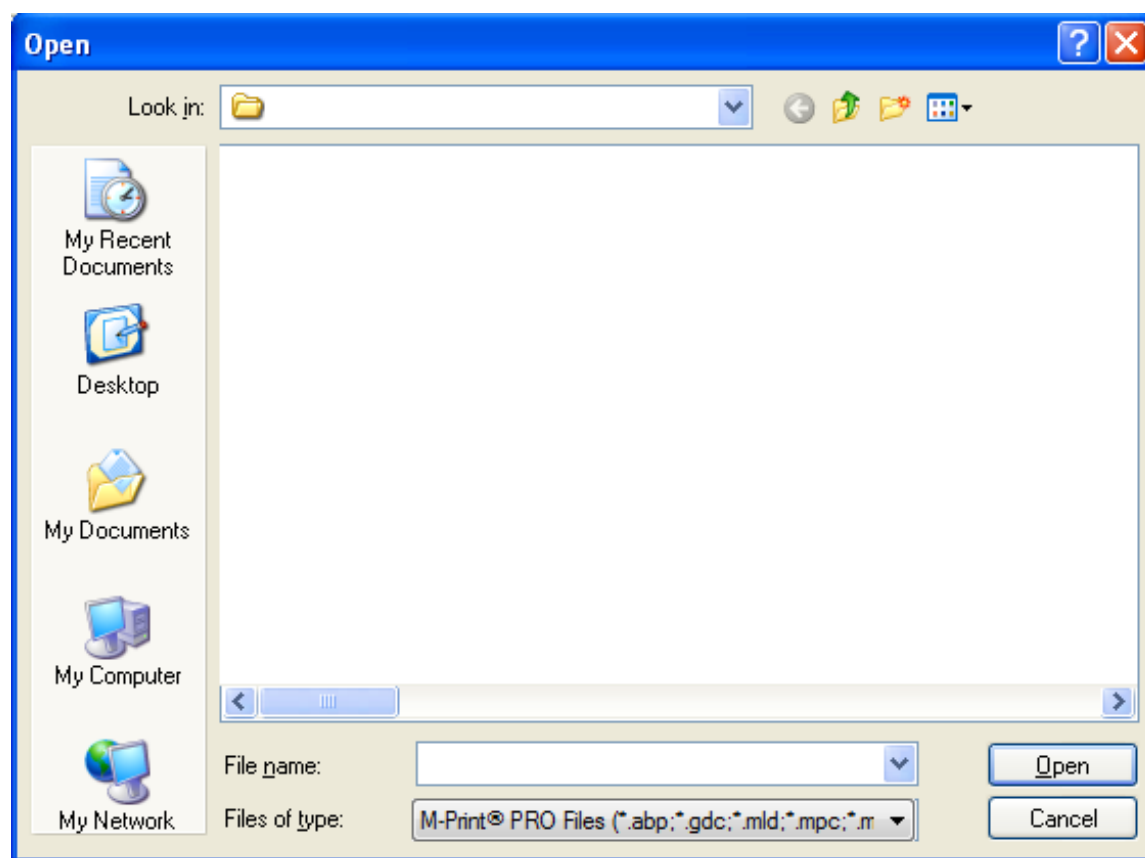 Open
Look in:
My Recent
Documents
Desktop
My Documents
My Computer
My Network
File name:
Open
Files of type:
M-Print® PRO Files (*.abp;*.gdc;*.mld;*.mpc;*.m
Cancel